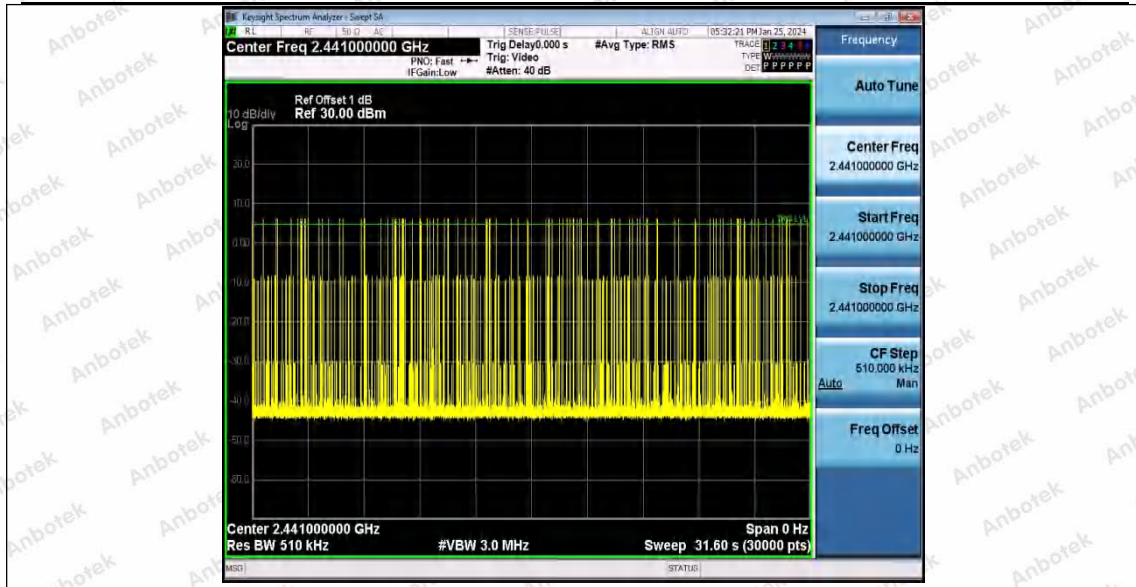 Keysight Spectrum Analyzer - Swept SA
RL RF 50 Ω AC SENSE:PULSE ALIGN AUTO 05:32:21 PM Jan 25, 2024
Center Freq 2.441000000 GHz
PNO: Fast
IFGain:Low
Trig Delay0.000 s
Trig: Video
#Atten: 40 dB
#Avg Type: RMS
TRACE 1 2 3 4 5 6
TYPE W
DET P P P P P P
Ref Offset 1 dB
10 dB/div Ref 30.00 dBm
Log
20.0
10.0
0.00
-10.0
-20.0
-30.0
-40.0
-50.0
-60.0
Center 2.441000000 GHz Span 0 Hz
Res BW 510 kHz #VBW 3.0 MHz Sweep 31.60 s (30000 pts)
MSG STATUS
Frequency
Auto Tune
Center Freq
2.441000000 GHz
Start Freq
2.441000000 GHz
Stop Freq
2.441000000 GHz
CF Step
510.000 kHz
Auto Man
Freq Offset
0 Hz
Anbotek